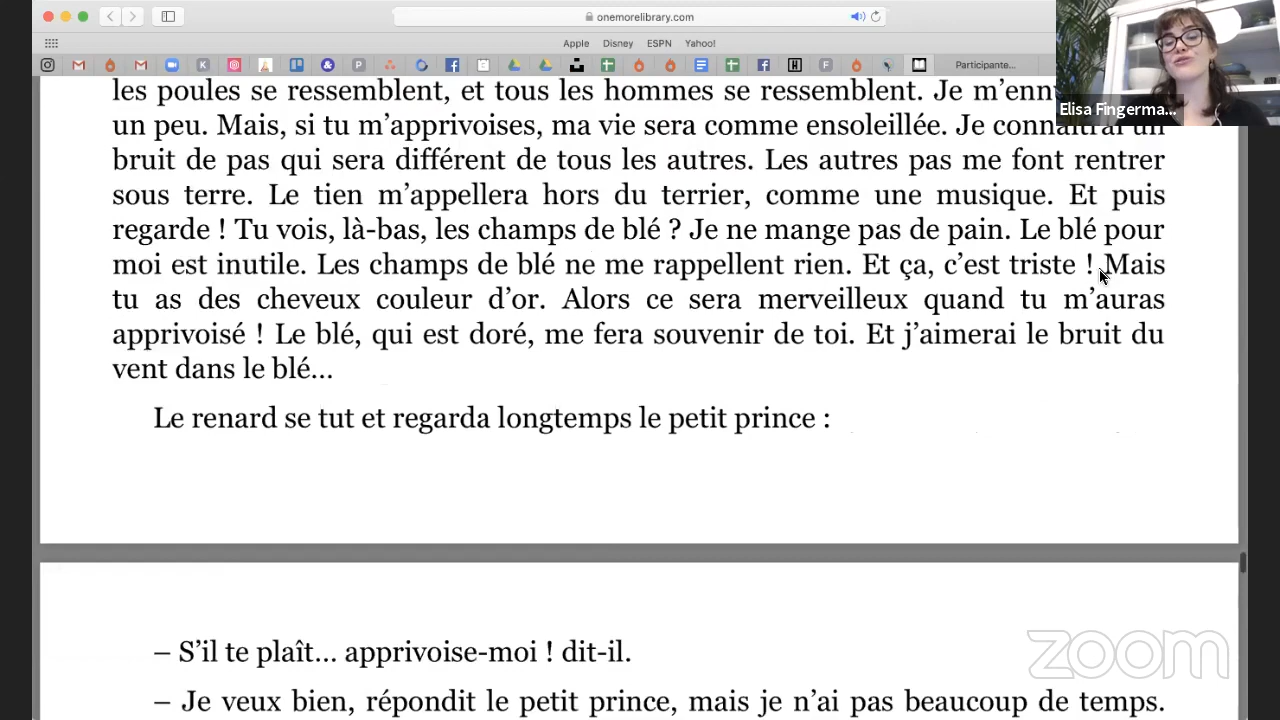 onemorelibrary.com
Apple Disney ESPN Yahoo!
Participante...
Elisa Fingerma...
les poules se ressemblent, et tous les hommes se ressemblent. Je
un peu. Mais, si tu m’apprivoises, ma vie sera comme ensoleillée. Je connaîtrai un
bruit de pas qui sera différent de tous les autres. Les autres pas me font rentrer
sous terre. Le tien m’appellera hors du terrier, comme une musique. Et puis
regarde ! Tu vois, là-bas, les champs de blé ? Je ne mange pas de pain. Le blé pour
moi est inutile. Les champs de blé ne me rappellent rien. Et ça, c’est triste ! Mais
tu as des cheveux couleur d’or. Alors ce sera merveilleux quand tu m’auras
apprivoisé ! Le blé, qui est doré, me fera souvenir de toi. Et j’aimerai le bruit du
vent dans le blé…
Le renard se tut et regarda longtemps le petit prince :
– S’il te plaît… apprivoise-moi ! dit-il.
– Je veux bien, répondit le petit prince, mais je n’ai pas beaucoup de temps.
zoom